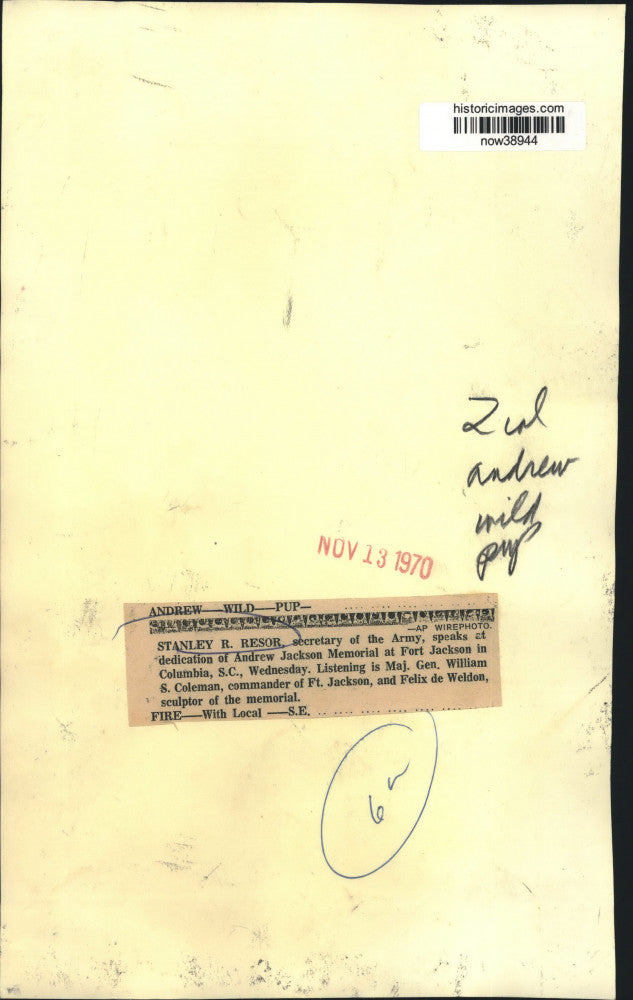 historicimages.com
now38944
2 col
andrew
wild
pup
NOV 13 1970
ANDREW—WILD—PUP—
—AP WIREPHOTO.
STANLEY R. RESOR, secretary of the Army, speaks at
dedication of Andrew Jackson Memorial at Fort Jackson in
Columbia, S.C., Wednesday. Listening is Maj. Gen. William
S. Coleman, commander of Ft. Jackson, and Felix de Weldon,
sculptor of the memorial.
FIRE—With Local —S.E. .. .... .... .... ....